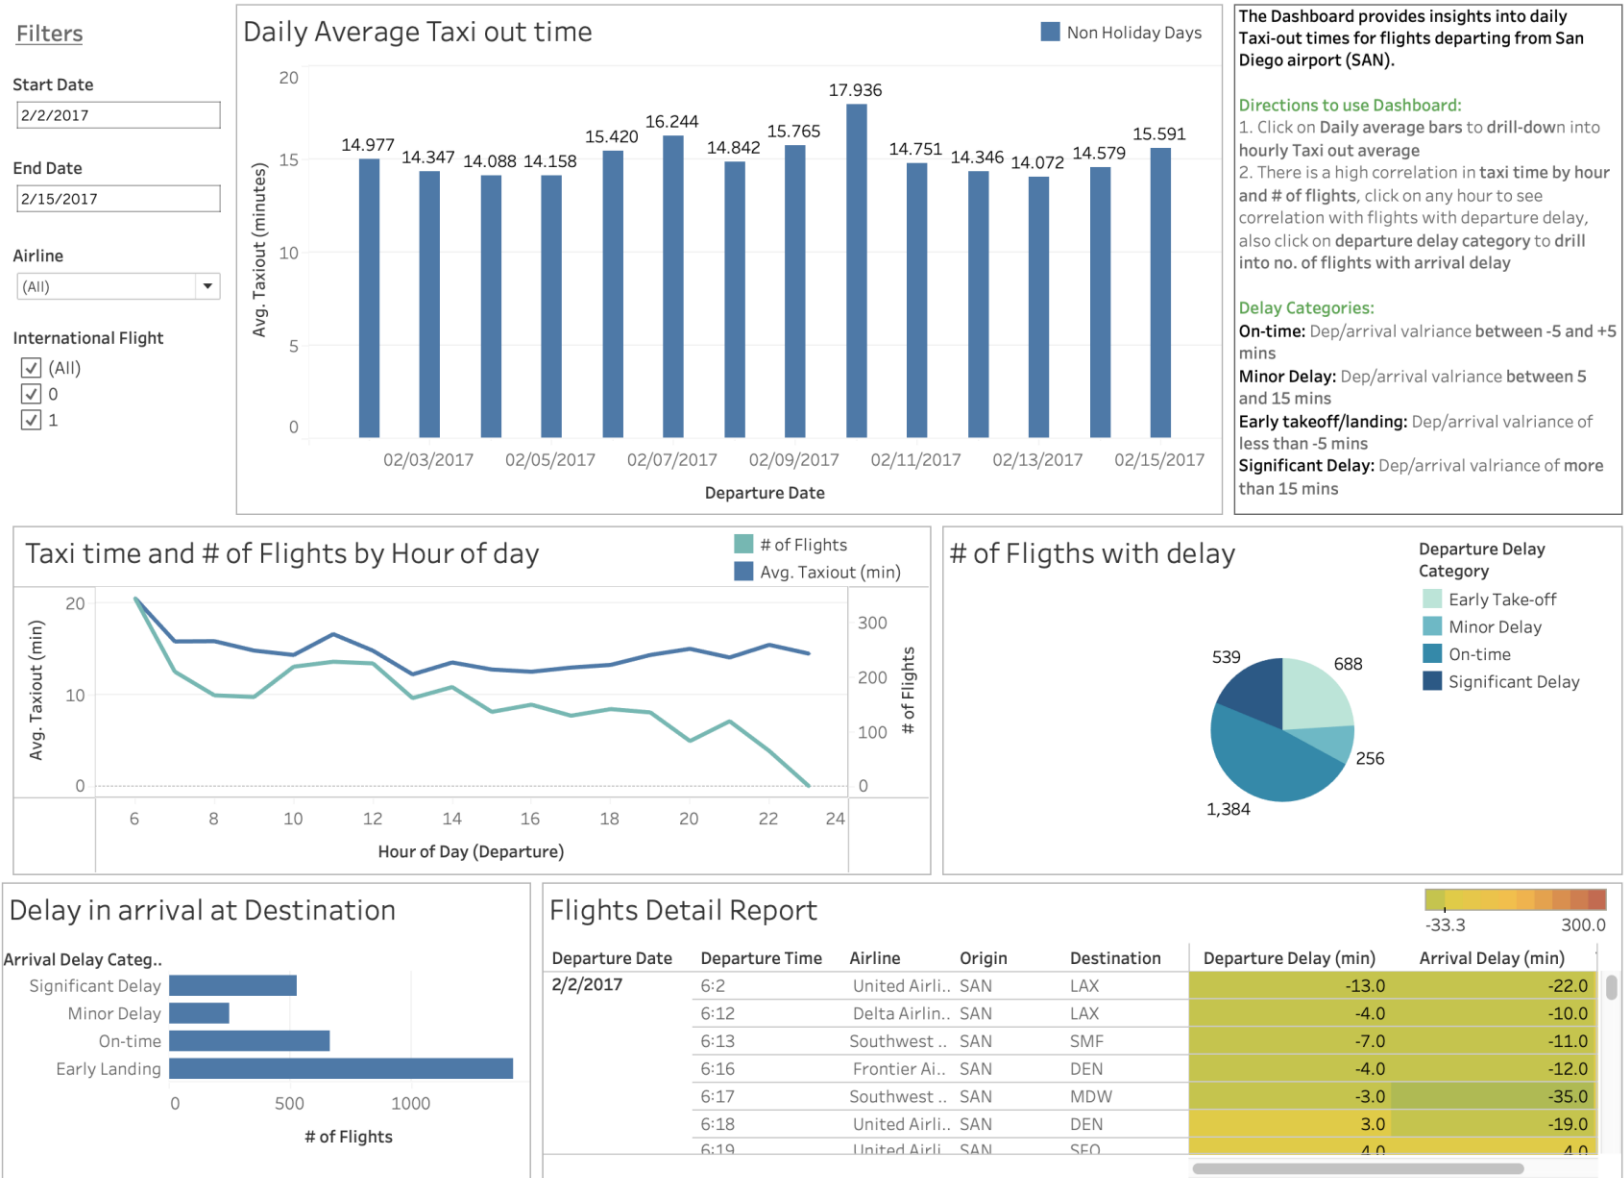 Filters
Start Date
2/2/2017
End Date
2/15/2017
Airline
(All)
International Flight
(All)
0
1
Daily Average Taxi out time
Non Holiday Days
Avg. Taxiout (minutes)
20
15
10
5
0
14.977
14.347
14.088
14.158
15.420
16.244
14.842
15.765
17.936
14.751
14.346
14.072
14.579
15.591
02/03/2017
02/05/2017
02/07/2017
02/09/2017
02/11/2017
02/13/2017
02/15/2017
Departure Date
The Dashboard provides insights into daily
Taxi-out times for flights departing from San
Diego airport (SAN).
Directions to use Dashboard:
1. Click on Daily average bars to drill-down into
hourly Taxi out average
2. There is a high correlation in taxi time by hour
and # of flights, click on any hour to see
correlation with flights with departure delay,
also click on departure delay category to drill
into no. of flights with arrival delay
Delay Categories:
On-time: Dep/arrival valriance between -5 and +5
mins
Minor Delay: Dep/arrival valriance between 5
and 15 mins
Early takeoff/landing: Dep/arrival valriance of
less than -5 mins
Significant Delay: Dep/arrival valriance of more
than 15 mins
Taxi time and # of Flights by Hour of day
# of Flights
Avg. Taxiout (min)
Avg. Taxiout (min)
20
10
0
300
200
100
0
# of Flights
6
8
10
12
14
16
18
20
22
24
Hour of Day (Departure)
# of Fligths with delay
Departure Delay
Category
Early Take-off
Minor Delay
On-time
Significant Delay
539
688
256
1,384
Delay in arrival at Destination
Arrival Delay Categ..
Significant Delay
Minor Delay
On-time
Early Landing
0
500
1000
# of Flights
Flights Detail Report
-33.3
300.0
Departure Date Departure Time Airline Origin Destination Departure Delay (min) Arrival Delay (min)
2/2/2017 6:2 United Airli.. SAN LAX -13.0 -22.0
6:12 Delta Airlin.. SAN LAX -4.0 -10.0
6:13 Southwest .. SAN SMF -7.0 -11.0
6:16 Frontier Ai.. SAN DEN -4.0 -12.0
6:17 Southwest .. SAN MDW -3.0 -35.0
6:18 United Airli.. SAN DEN 3.0 -19.0
6:19 United Airli.. SAN SFO 4.0 4.0